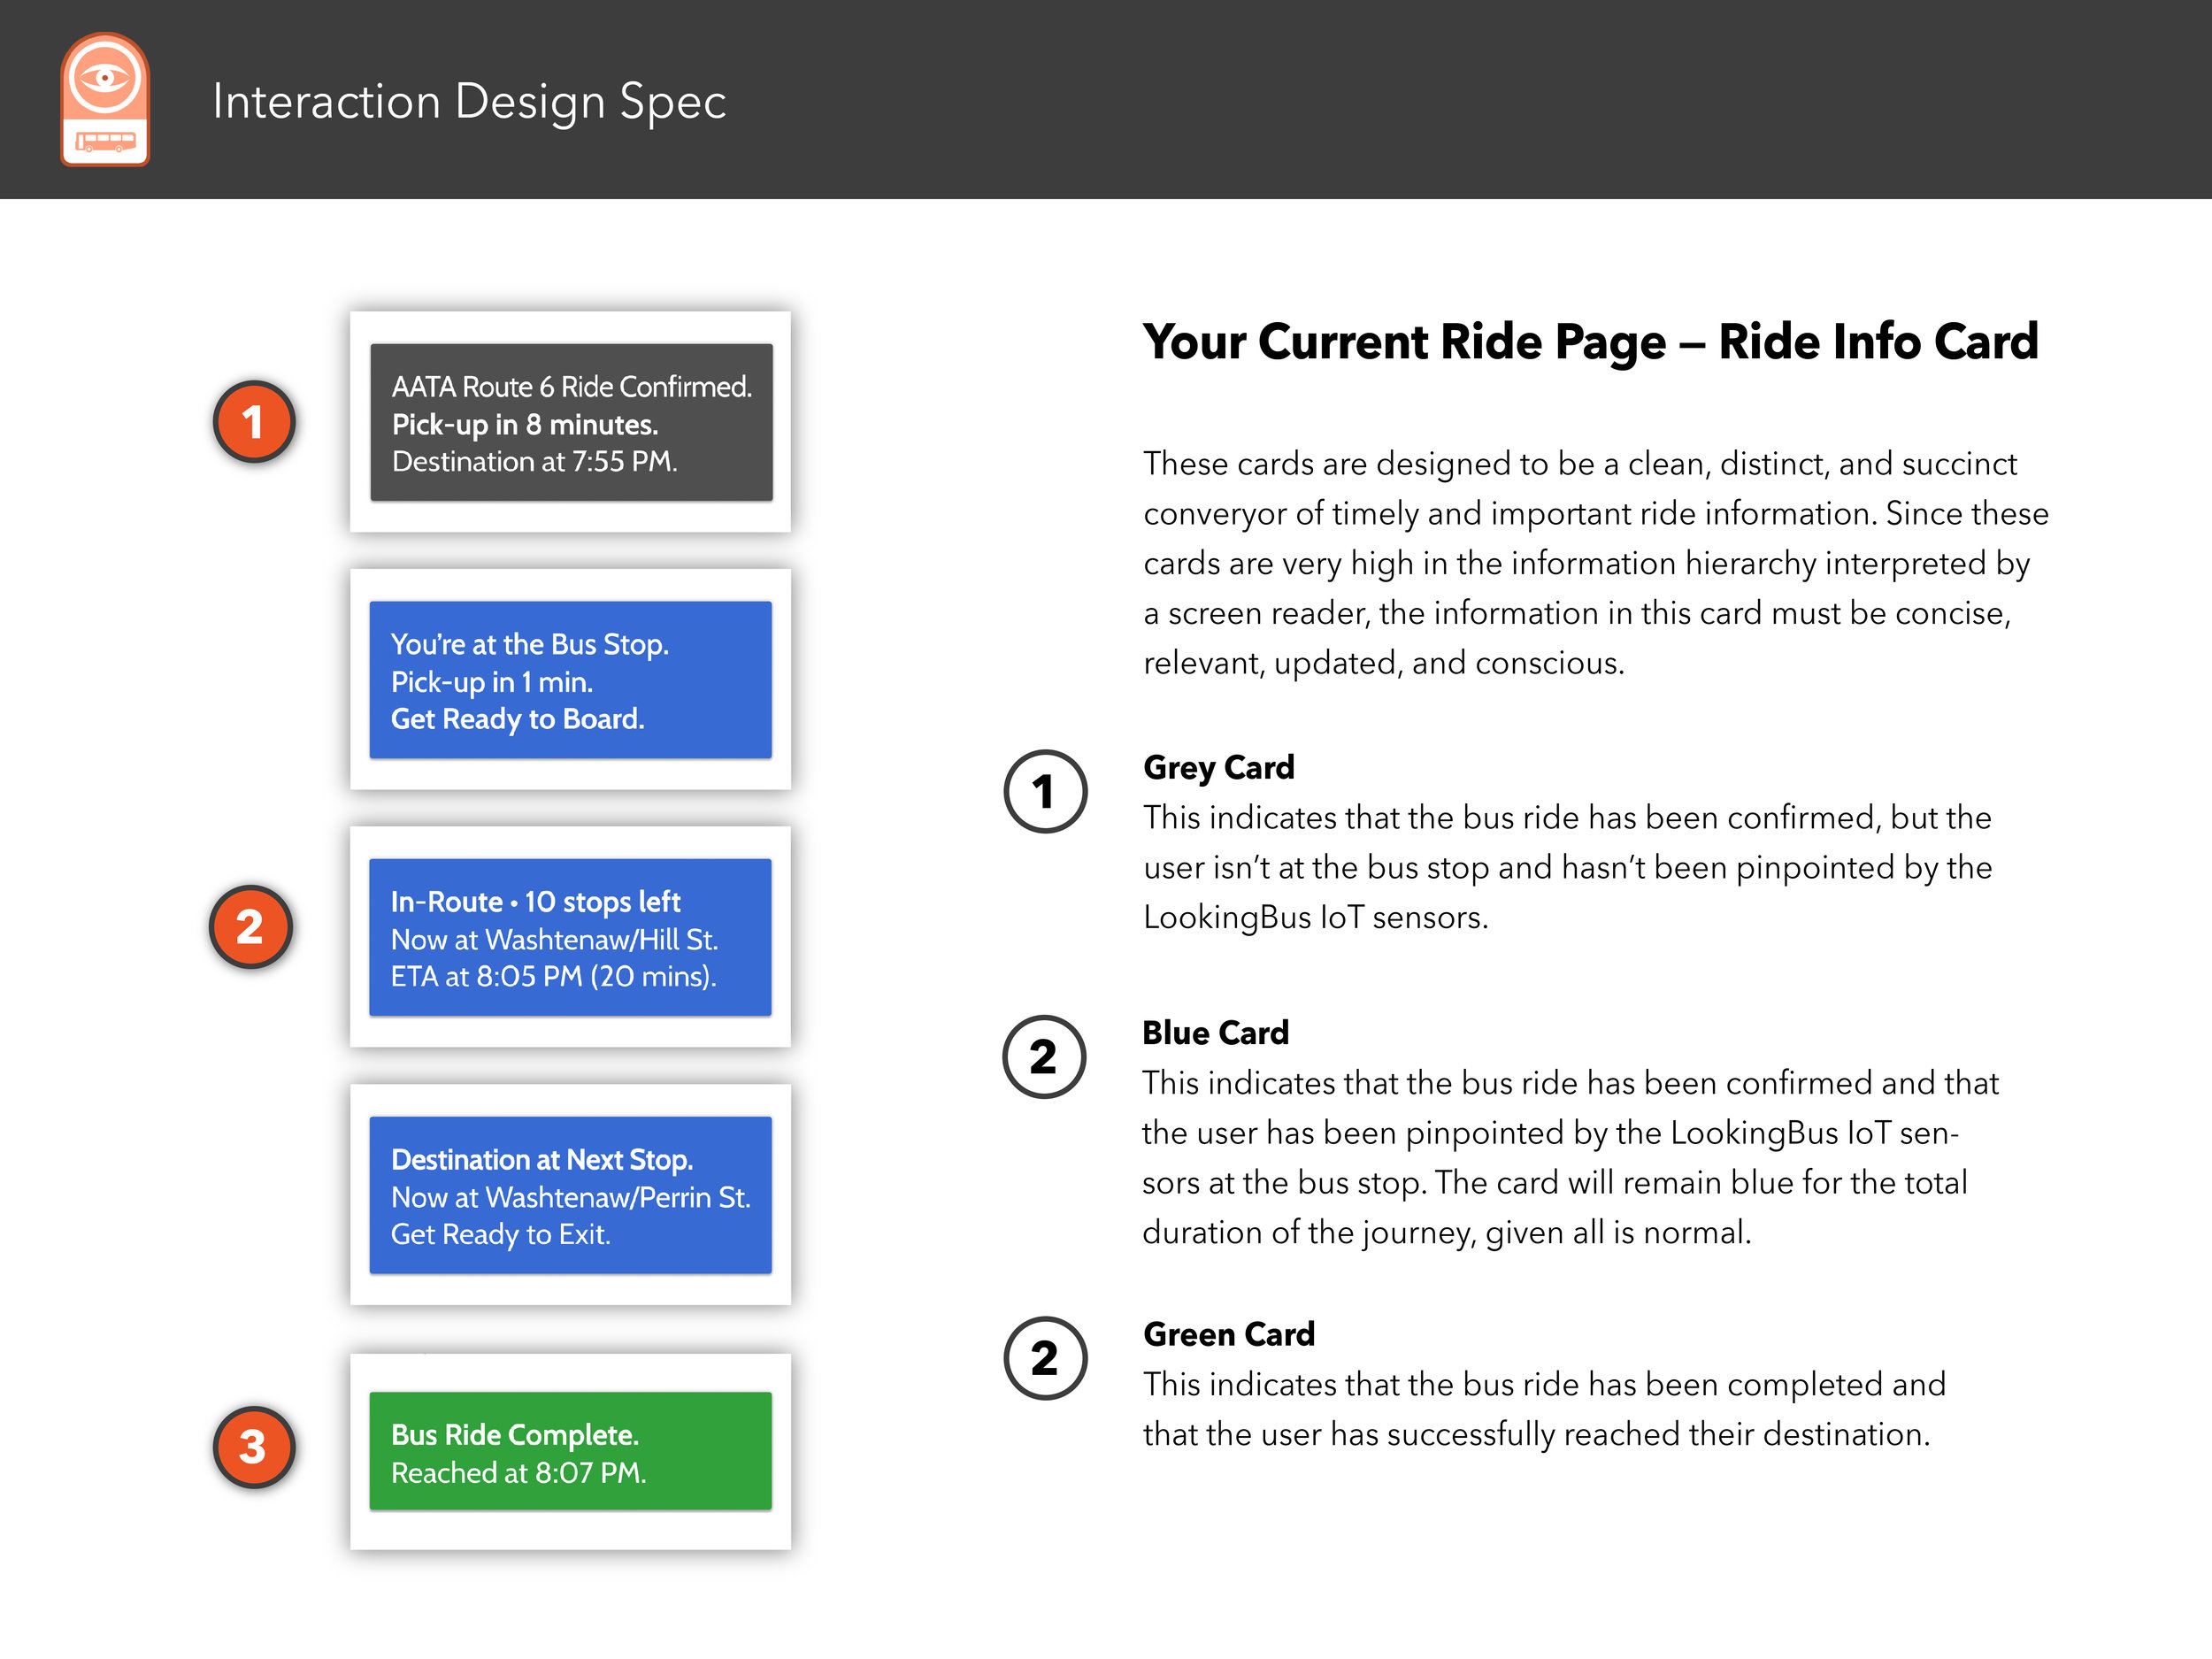 Interaction Design Spec
1
AATA Route 6 Ride Confirmed.
Pick-up in 8 minutes.
Destination at 7:55 PM.
You're at the Bus Stop.
Pick-up in 1 min.
Get Ready to Board.
2
In-Route • 10 stops left
Now at Washtenaw/Hill St.
ETA at 8:05 PM (20 mins).
Destination at Next Stop.
Now at Washtenaw/Perrin St.
Get Ready to Exit.
3
Bus Ride Complete.
Reached at 8:07 PM.
Your Current Ride Page – Ride Info Card
These cards are designed to be a clean, distinct, and succinct
converyor of timely and important ride information. Since these
cards are very high in the information hierarchy interpreted by
a screen reader, the information in this card must be concise,
relevant, updated, and conscious.
1
Grey Card
This indicates that the bus ride has been confirmed, but the
user isn't at the bus stop and hasn't been pinpointed by the
LookingBus IoT sensors.
2
Blue Card
This indicates that the bus ride has been confirmed and that
the user has been pinpointed by the LookingBus IoT sen-
sors at the bus stop. The card will remain blue for the total
duration of the journey, given all is normal.
2
Green Card
This indicates that the bus ride has been completed and
that the user has successfully reached their destination.